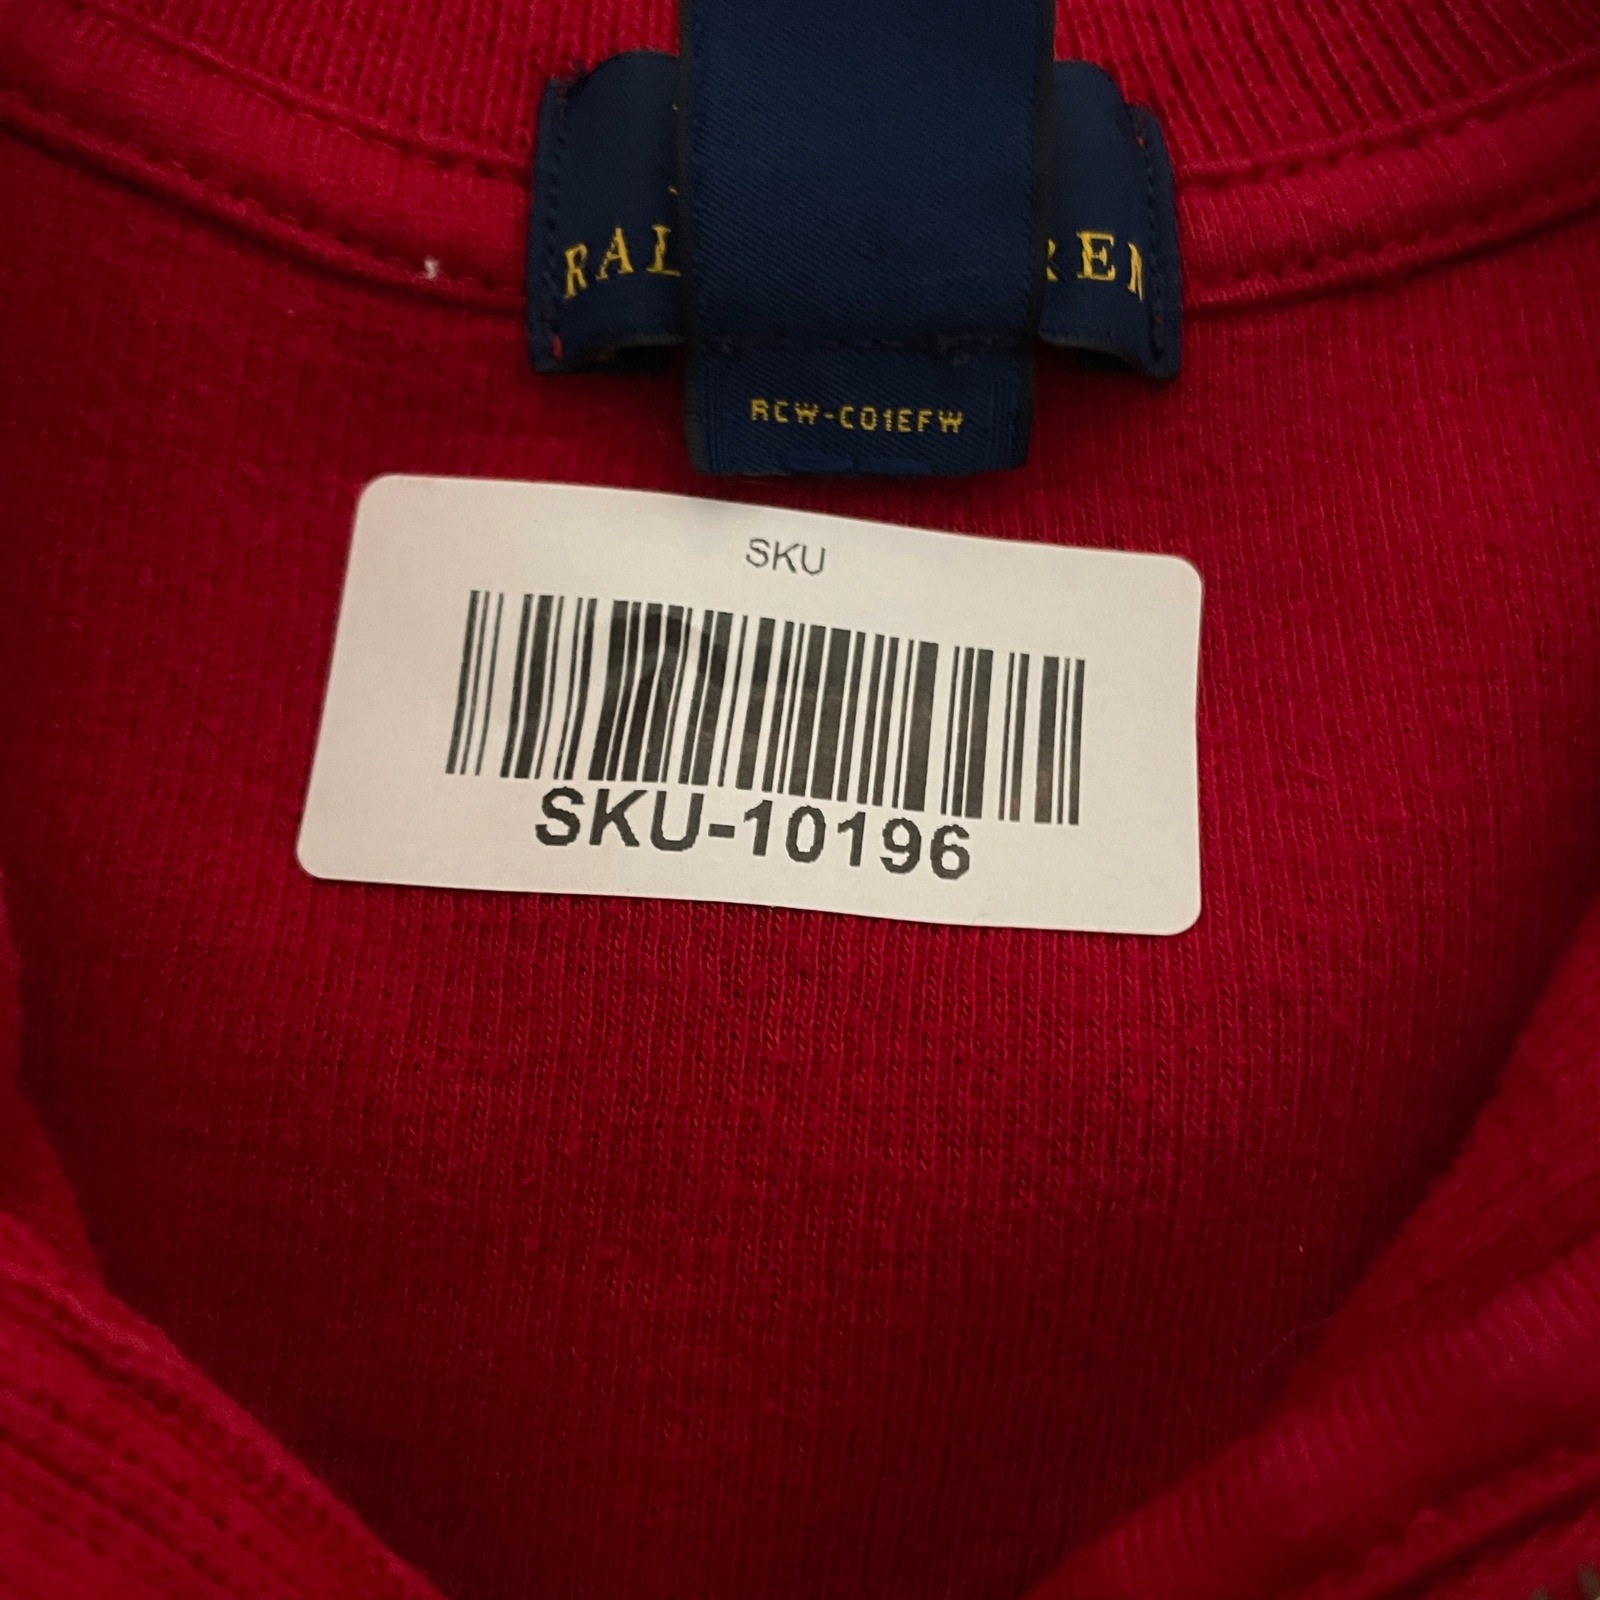 RAL REN
RCW-C01EFW
SKU
SKU-10196